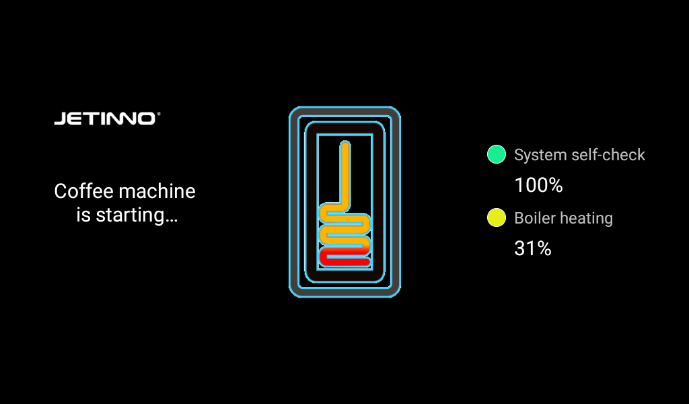 JETINNO®
Coffee machine
is starting...
System self-check
100%
Boiler heating
31%